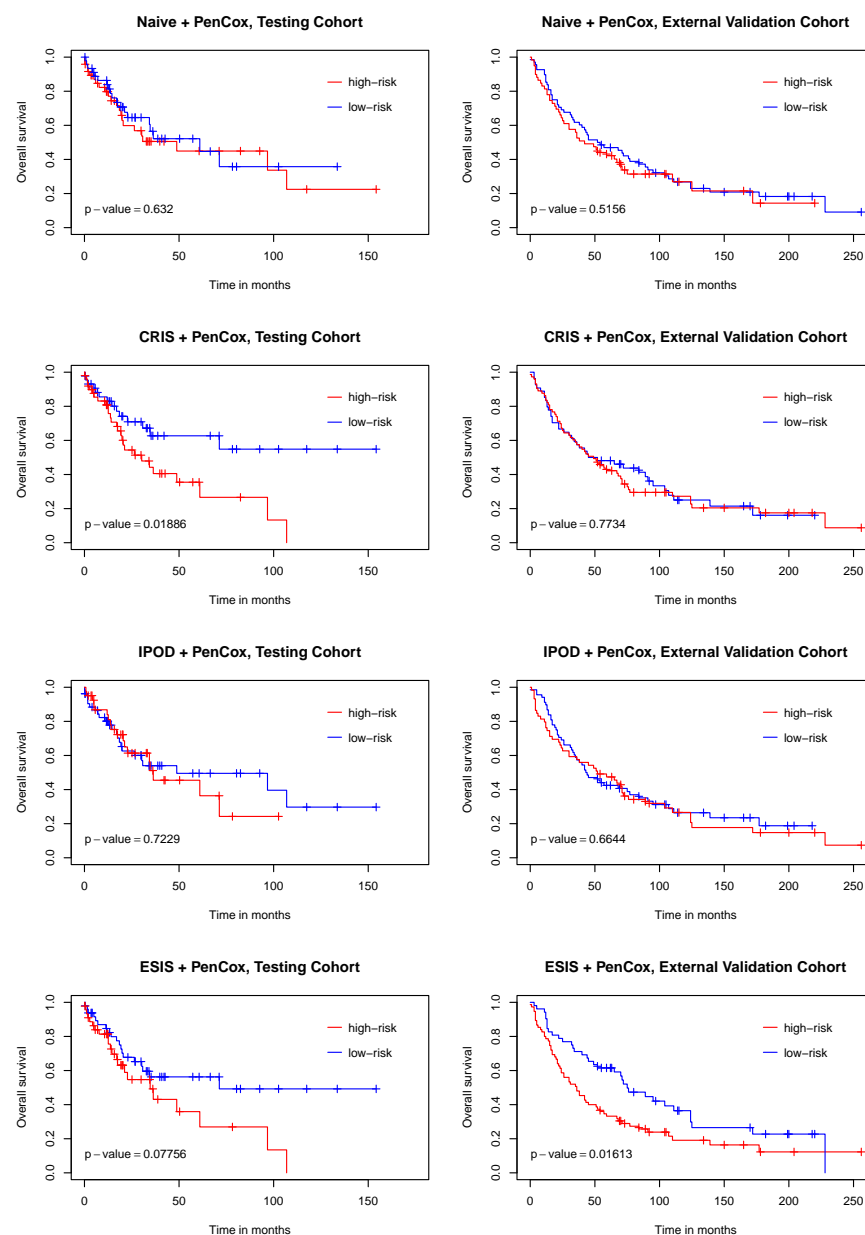 Naive + PenCox, Testing Cohort
Overall survival
0.0 0.2 0.4 0.6 0.8 1.0
high−risk
low−risk
p − value = 0.632
0 50 100 150
Time in months
Naive + PenCox, External Validation Cohort
Overall survival
0.0 0.2 0.4 0.6 0.8 1.0
high−risk
low−risk
p − value = 0.5156
0 50 100 150 200 250
Time in months
CRIS + PenCox, Testing Cohort
Overall survival
0.0 0.2 0.4 0.6 0.8 1.0
high−risk
low−risk
p − value = 0.01886
0 50 100 150
Time in months
CRIS + PenCox, External Validation Cohort
Overall survival
0.0 0.2 0.4 0.6 0.8 1.0
high−risk
low−risk
p − value = 0.7734
0 50 100 150 200 250
Time in months
IPOD + PenCox, Testing Cohort
Overall survival
0.0 0.2 0.4 0.6 0.8 1.0
high−risk
low−risk
p − value = 0.7229
0 50 100 150
Time in months
IPOD + PenCox, External Validation Cohort
Overall survival
0.0 0.2 0.4 0.6 0.8 1.0
high−risk
low−risk
p − value = 0.6644
0 50 100 150 200 250
Time in months
ESIS + PenCox, Testing Cohort
Overall survival
0.0 0.2 0.4 0.6 0.8 1.0
high−risk
low−risk
p − value = 0.07756
0 50 100 150
Time in months
ESIS + PenCox, External Validation Cohort
Overall survival
0.0 0.2 0.4 0.6 0.8 1.0
high−risk
low−risk
p − value = 0.01613
0 50 100 150 200 250
Time in months